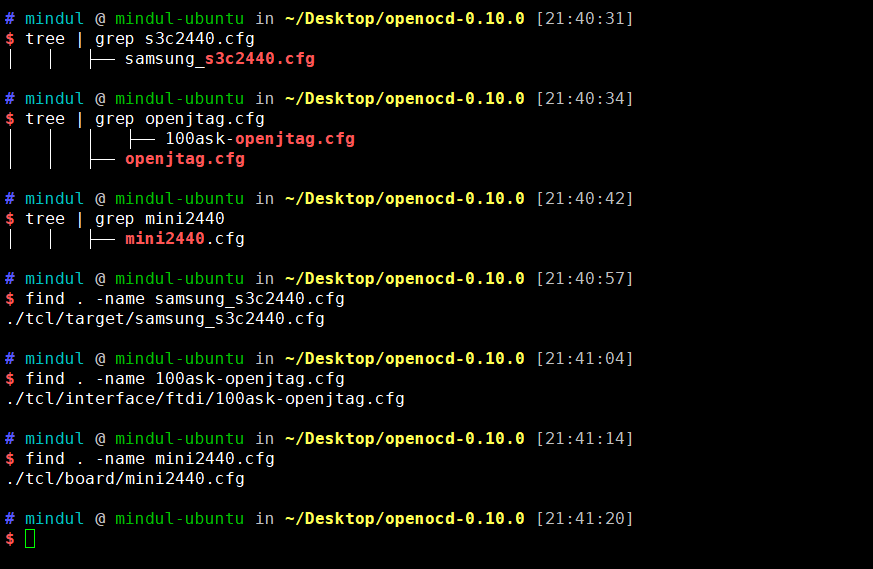 # mindul @ mindul-ubuntu in ~/Desktop/openocd-0.10.0 [21:40:31]
$ tree | grep s3c2440.cfg
│   │   ├── samsung_s3c2440.cfg
# mindul @ mindul-ubuntu in ~/Desktop/openocd-0.10.0 [21:40:34]
$ tree | grep openjtag.cfg
│   │   │   ├── 100ask-openjtag.cfg
│   │   ├── openjtag.cfg
# mindul @ mindul-ubuntu in ~/Desktop/openocd-0.10.0 [21:40:42]
$ tree | grep mini2440
│   │   ├── mini2440.cfg
# mindul @ mindul-ubuntu in ~/Desktop/openocd-0.10.0 [21:40:57]
$ find . -name samsung_s3c2440.cfg
./tcl/target/samsung_s3c2440.cfg
# mindul @ mindul-ubuntu in ~/Desktop/openocd-0.10.0 [21:41:04]
$ find . -name 100ask-openjtag.cfg
./tcl/interface/ftdi/100ask-openjtag.cfg
# mindul @ mindul-ubuntu in ~/Desktop/openocd-0.10.0 [21:41:14]
$ find . -name mini2440.cfg
./tcl/board/mini2440.cfg
# mindul @ mindul-ubuntu in ~/Desktop/openocd-0.10.0 [21:41:20]
$